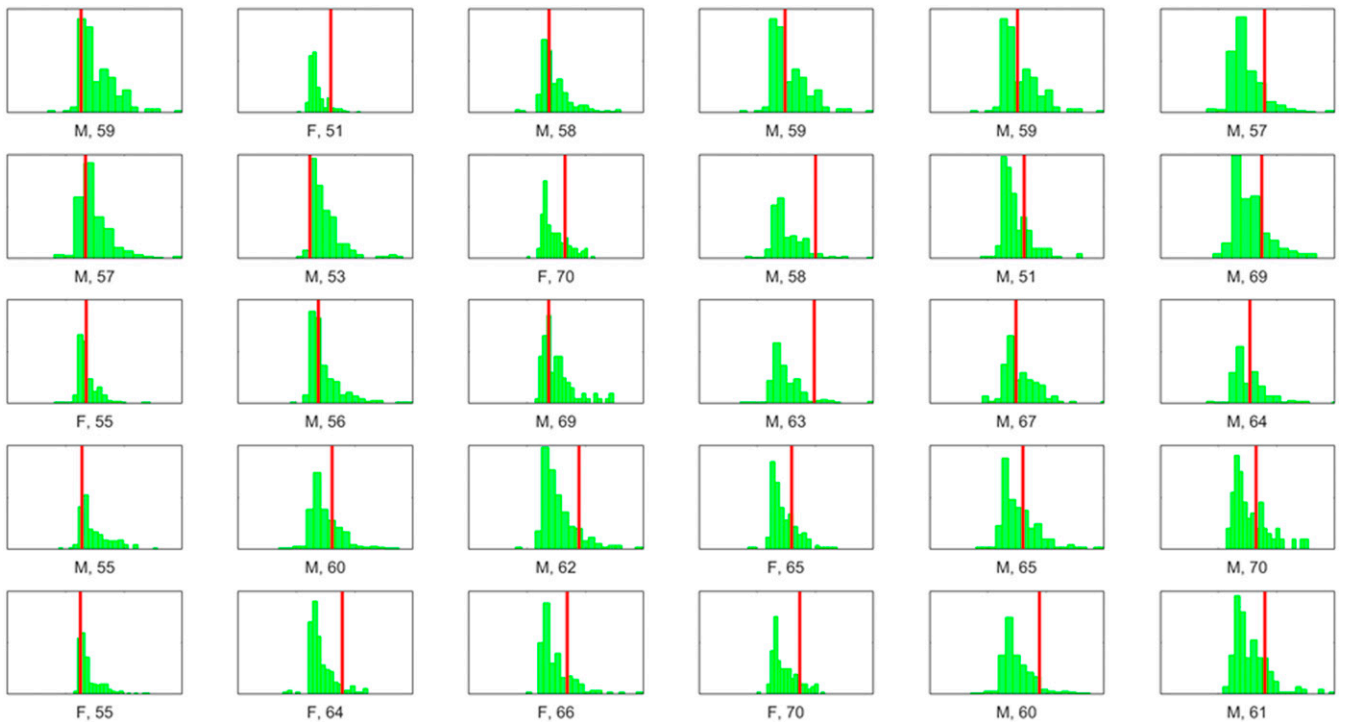 M, 59 F, 51 M, 58 M, 59 M, 59 M, 57
M, 57 M, 53 F, 70 M, 58 M, 51 M, 69
F, 55 M, 56 M, 69 M, 63 M, 67 M, 64
M, 55 M, 60 M, 62 F, 65 M, 65 M, 70
F, 55 F, 64 F, 66 F, 70 M, 60 M, 61